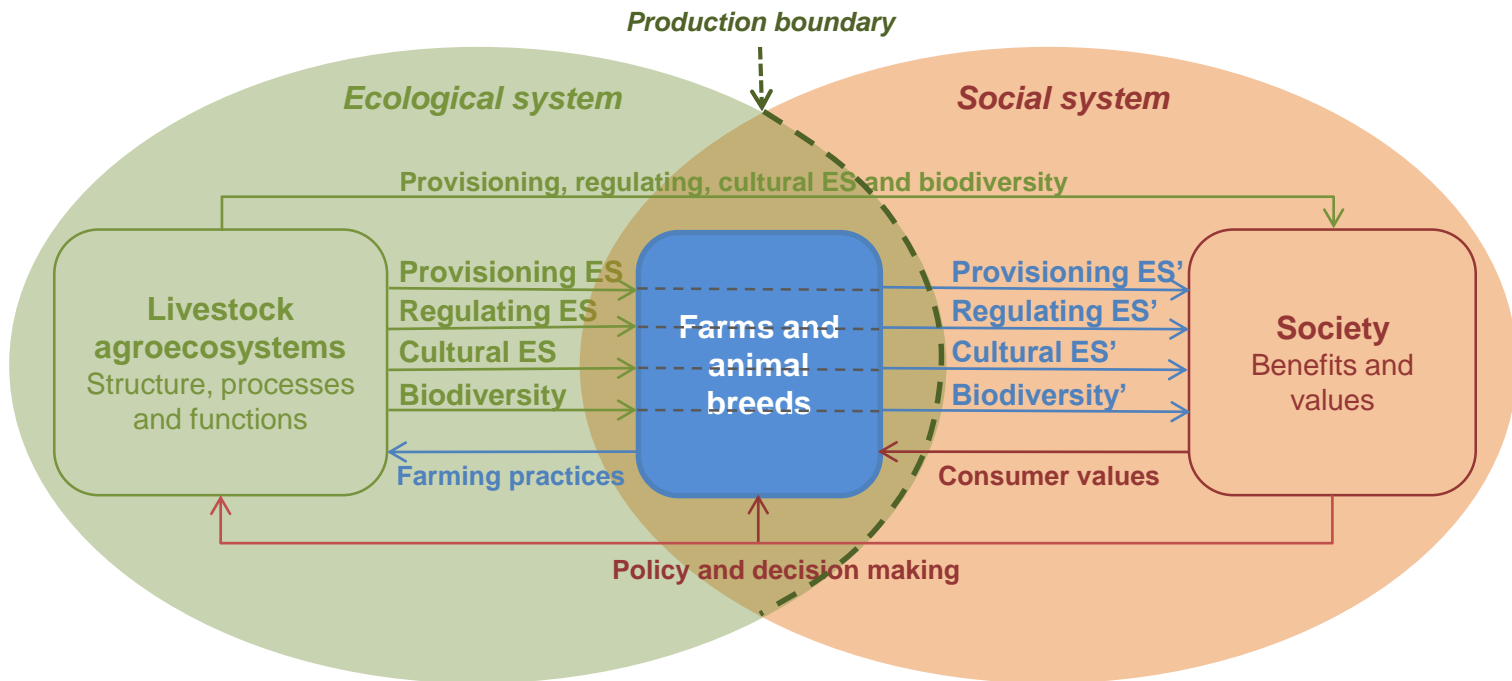 Production boundary
Ecological system
Social system
Provisioning, regulating, cultural ES and biodiversity
Livestock
agroecosystems
Structure, processes
and functions
Provisioning ES
Regulating ES
Cultural ES
Biodiversity
Farming practices
Farms and
animal
breeds
Provisioning ES’
Regulating ES’
Cultural ES’
Biodiversity’
Consumer values
Society
Benefits and
values
Policy and decision making